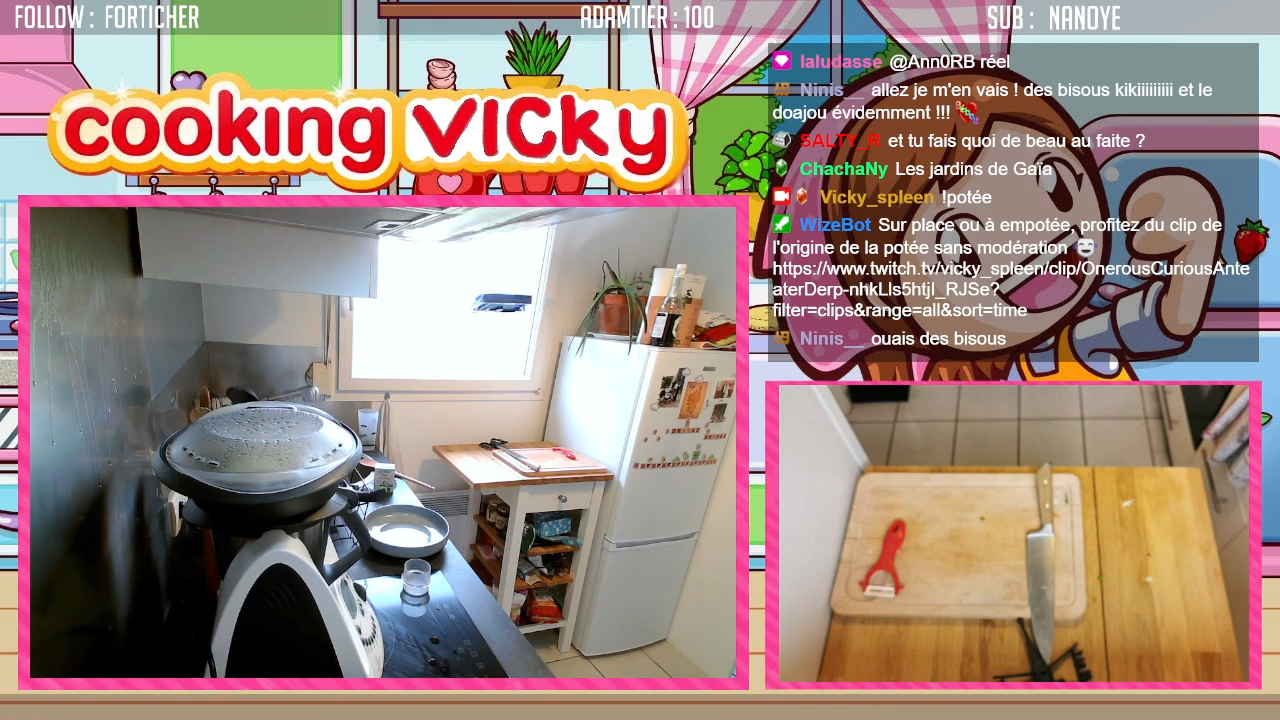 FOLLOW : FORTICHER
ADAMTIER : 100
SUB : NANOYE
cooking vicky
laludasse @Ann0RB réel
Ninis__ allez je m'en vais ! des bisous kikiiiiiiiii et le
doajou évidemment !!!
SALTY_R et tu fais quoi de beau au faite ?
ChachaNy Les jardins de Gaïa
Vicky_spleen !potée
WizeBot Sur place ou à empotée, profitez du clip de
l'origine de la potée sans modération
https://www.twitch.tv/vicky_spleen/clip/OnerousCuriousAnte
aterDerp-nhkLls5htjl_RJSe?
filter=clips&range=all&sort=time
Ninis__ ouais des bisous